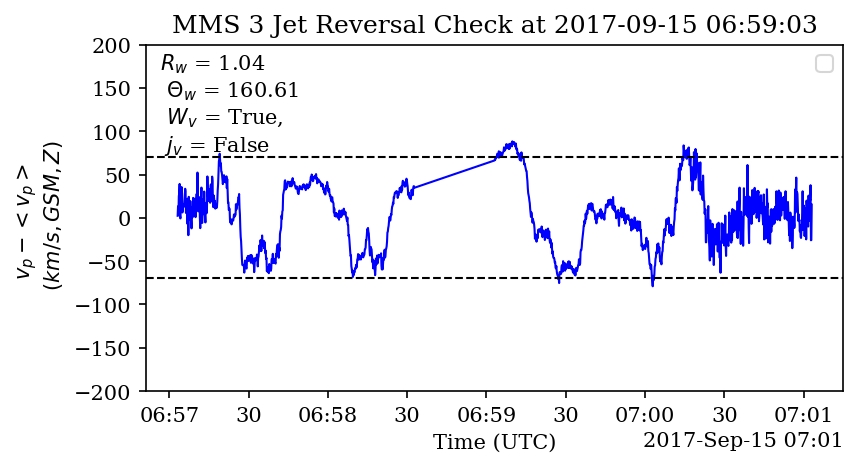 MMS 3 Jet Reversal Check at 2017-09-15 06:59:03
R_w = 1.04
Θ_w = 160.61
W_v = True,
j_v = False
v_p − < v_p >
(km/s, GSM, Z)
200
150
100
50
0
−50
−100
−150
−200
06:57 30 06:58 30 06:59 30 07:00 30 07:01
Time (UTC)
2017-Sep-15 07:01